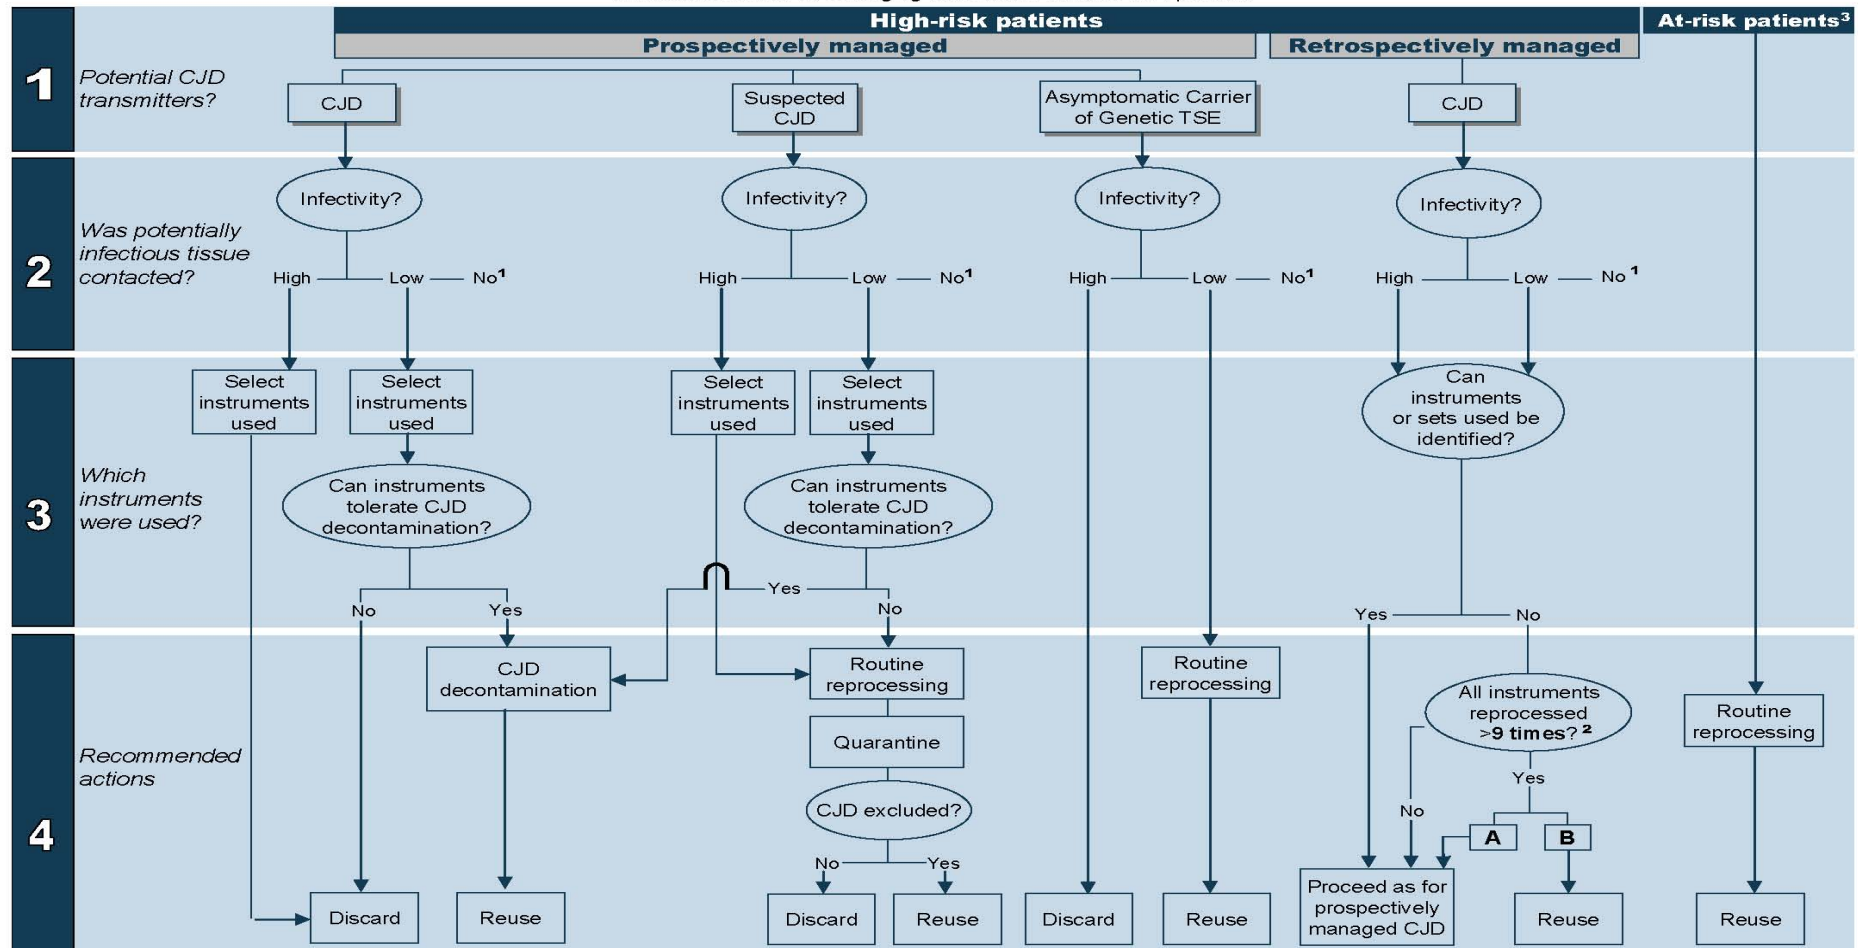 High-risk patients
At-risk patients³
Prospectively managed
Retrospectively managed
1
Potential CJD
transmitters?
CJD
Suspected
CJD
Asymptomatic Carrier
of Genetic TSE
CJD
2
Was potentially
infectious tissue
contacted?
Infectivity?
Infectivity?
Infectivity?
Infectivity?
High
Low
No¹
High
Low
No¹
High
Low
No¹
High
Low
No ¹
3
Which
instruments
were used?
Select
instruments
used
Select
instruments
used
Select
instruments
used
Select
instruments
used
Can
instruments
or sets used be
identified?
Can instruments
tolerate CJD
decontamination?
Can instruments
tolerate CJD
decontamination?
No
Yes
Yes
No
Yes
No
4
Recommended
actions
CJD
decontamination
Routine
reprocessing
Routine
reprocessing
All instruments
reprocessed
>9 times? ²
Routine
reprocessing
Quarantine
CJD excluded?
Yes
No
A
B
No
Yes
Discard
Reuse
Discard
Reuse
Discard
Reuse
Proceed as for
prospectively
managed CJD
Reuse
Reuse